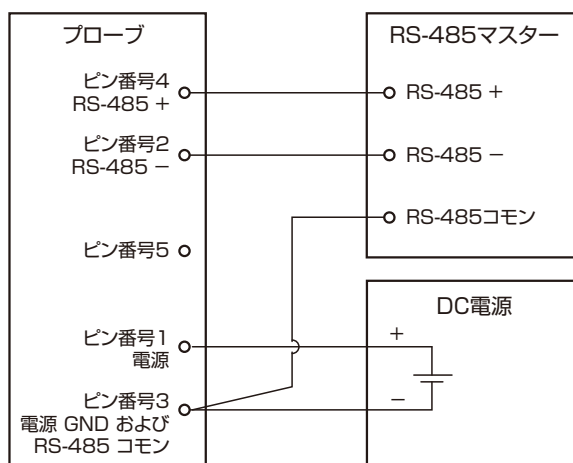 プローブ
ピン番号4
RS-485 +
ピン番号2
RS-485 −
ピン番号5
ピン番号1
電源
ピン番号3
電源 GND および
RS-485 コモン
RS-485マスター
RS-485 +
RS-485 −
RS-485コモン
DC電源
+
−